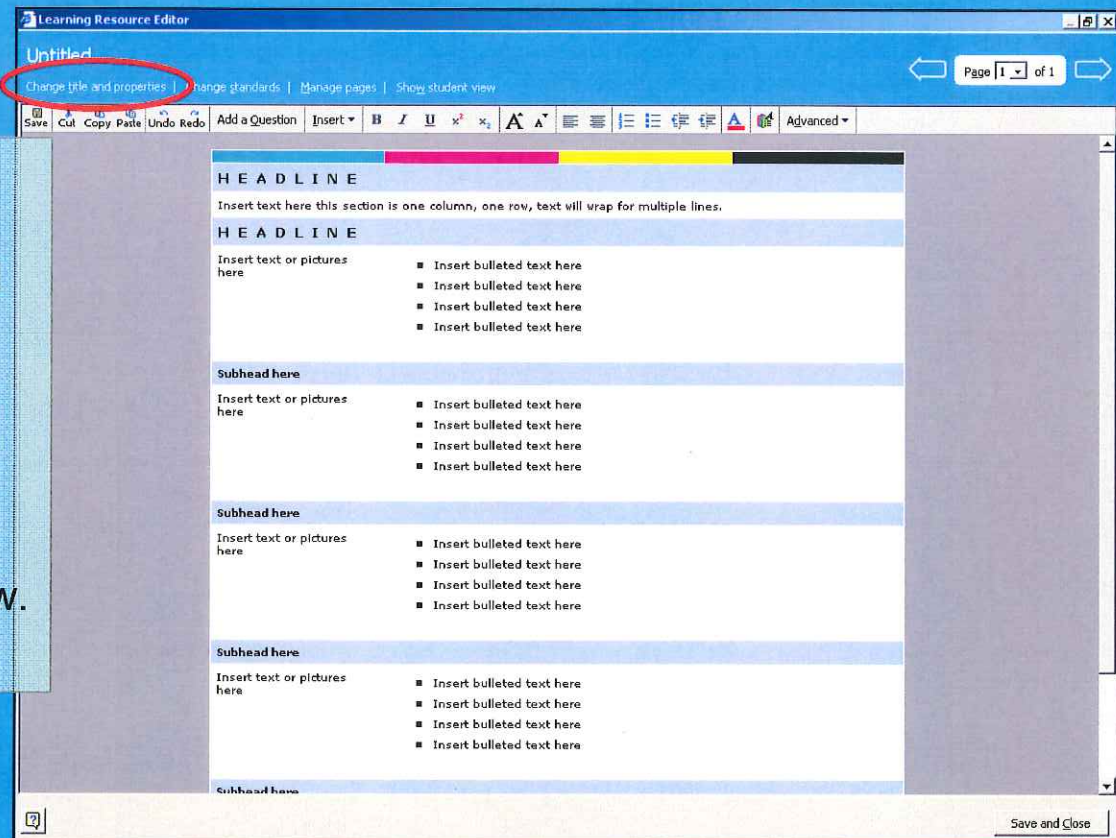 Learning Resource Editor
Untitled
Change title and properties | Change standards | Manage pages | Show student view
Page 1 of 1
Save Cut Copy Paste Undo Redo Add a Question Insert B I U x² x₂ A A A Advanced
HEADLINE
Insert text here this section is one column, one row, text will wrap for multiple lines.
HEADLINE
Insert text or pictures
here
■ Insert bulleted text here
■ Insert bulleted text here
■ Insert bulleted text here
■ Insert bulleted text here
Subhead here
Insert text or pictures
here
■ Insert bulleted text here
■ Insert bulleted text here
■ Insert bulleted text here
■ Insert bulleted text here
Subhead here
Insert text or pictures
here
■ Insert bulleted text here
■ Insert bulleted text here
■ Insert bulleted text here
■ Insert bulleted text here
w.
Subhead here
Insert text or pictures
here
■ Insert bulleted text here
■ Insert bulleted text here
■ Insert bulleted text here
■ Insert bulleted text here
Subhead here
? Save and Close